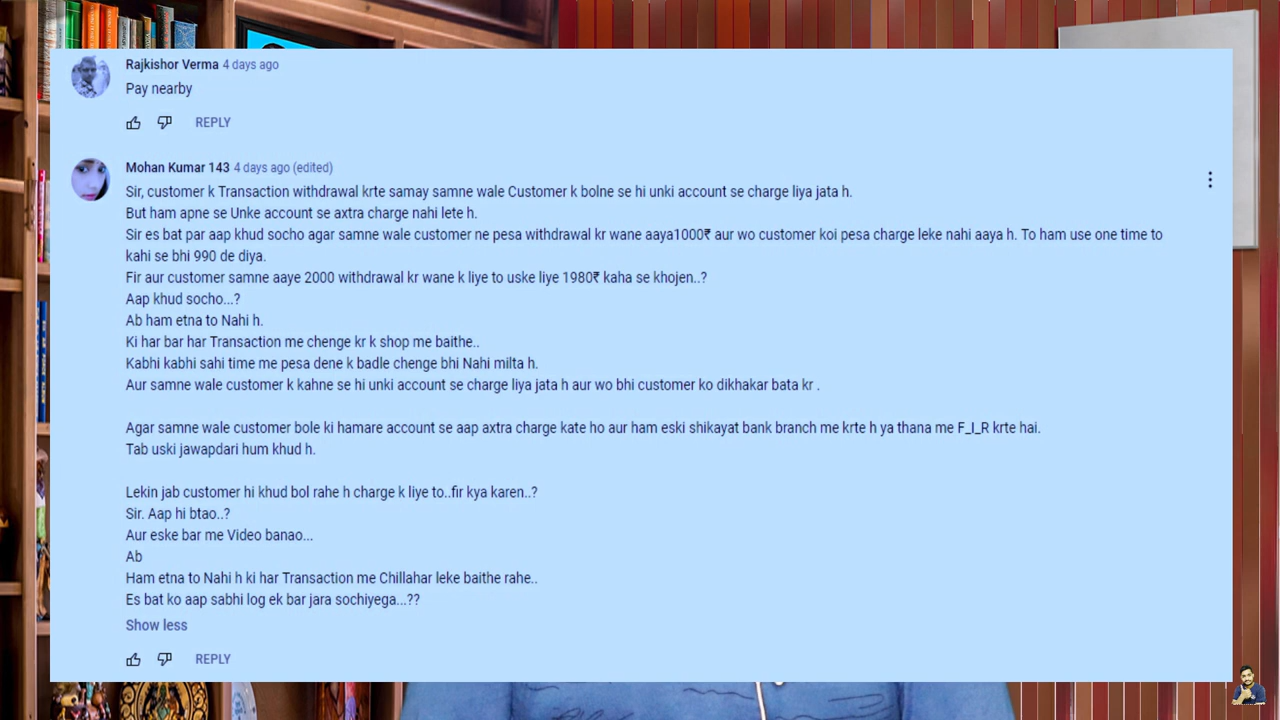 Rajkishor Verma 4 days ago
Pay nearby
REPLY
Mohan Kumar 143 4 days ago (edited)
Sir, customer k Transaction withdrawal krte samay samne wale Customer k bolne se hi unki account se charge liya jata h.
But ham apne se Unke account se axtra charge nahi lete h.
Sir es bat par aap khud socho agar samne wale customer ne pesa withdrawal kr wane aaya1000₹ aur wo customer koi pesa charge leke nahi aaya h. To ham use one time to
kahi se bhi 990 de diya.
Fir aur customer samne aaye 2000 withdrawal kr wane k liye to uske liye 1980₹ kaha se khojen..?
Aap khud socho...?
Ab ham etna to Nahi h.
Ki har bar har Transaction me chenge kr k shop me baithe..
Kabhi kabhi sahi time me pesa dene k badle chenge bhi Nahi milta h.
Aur samne wale customer k kahne se hi unki account se charge liya jata h aur wo bhi customer ko dikhakar bata kr .
Agar samne wale customer bole ki hamare account se aap axtra charge kate ho aur ham eski shikayat bank branch me krte h ya thana me F_I_R krte hai.
Tab uski jawapdari hum khud h.
Lekin jab customer hi khud bol rahe h charge k liye to..fir kya karen..?
Sir. Aap hi btao..?
Aur eske bar me Video banao...
Ab
Ham etna to Nahi h ki har Transaction me Chillahar leke baithe rahe..
Es bat ko aap sabhi log ek bar jara sochiyega...??
Show less
REPLY